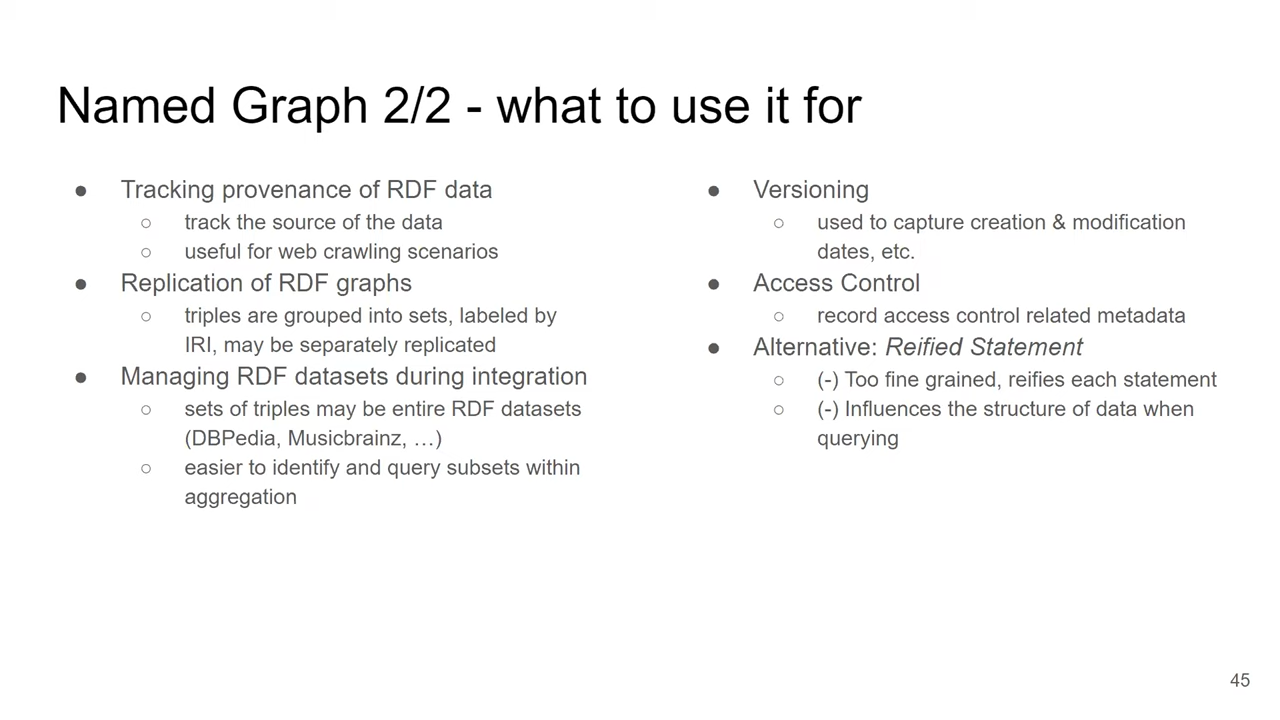 Named Graph 2/2 - what to use it for
● Tracking provenance of RDF data
○ track the source of the data
○ useful for web crawling scenarios
● Replication of RDF graphs
○ triples are grouped into sets, labeled by
IRI, may be separately replicated
● Managing RDF datasets during integration
○ sets of triples may be entire RDF datasets
(DBPedia, Musicbrainz, …)
○ easier to identify and query subsets within
aggregation
● Versioning
○ used to capture creation & modification
dates, etc.
● Access Control
○ record access control related metadata
● Alternative: Reified Statement
○ (-) Too fine grained, reifies each statement
○ (-) Influences the structure of data when
querying
45